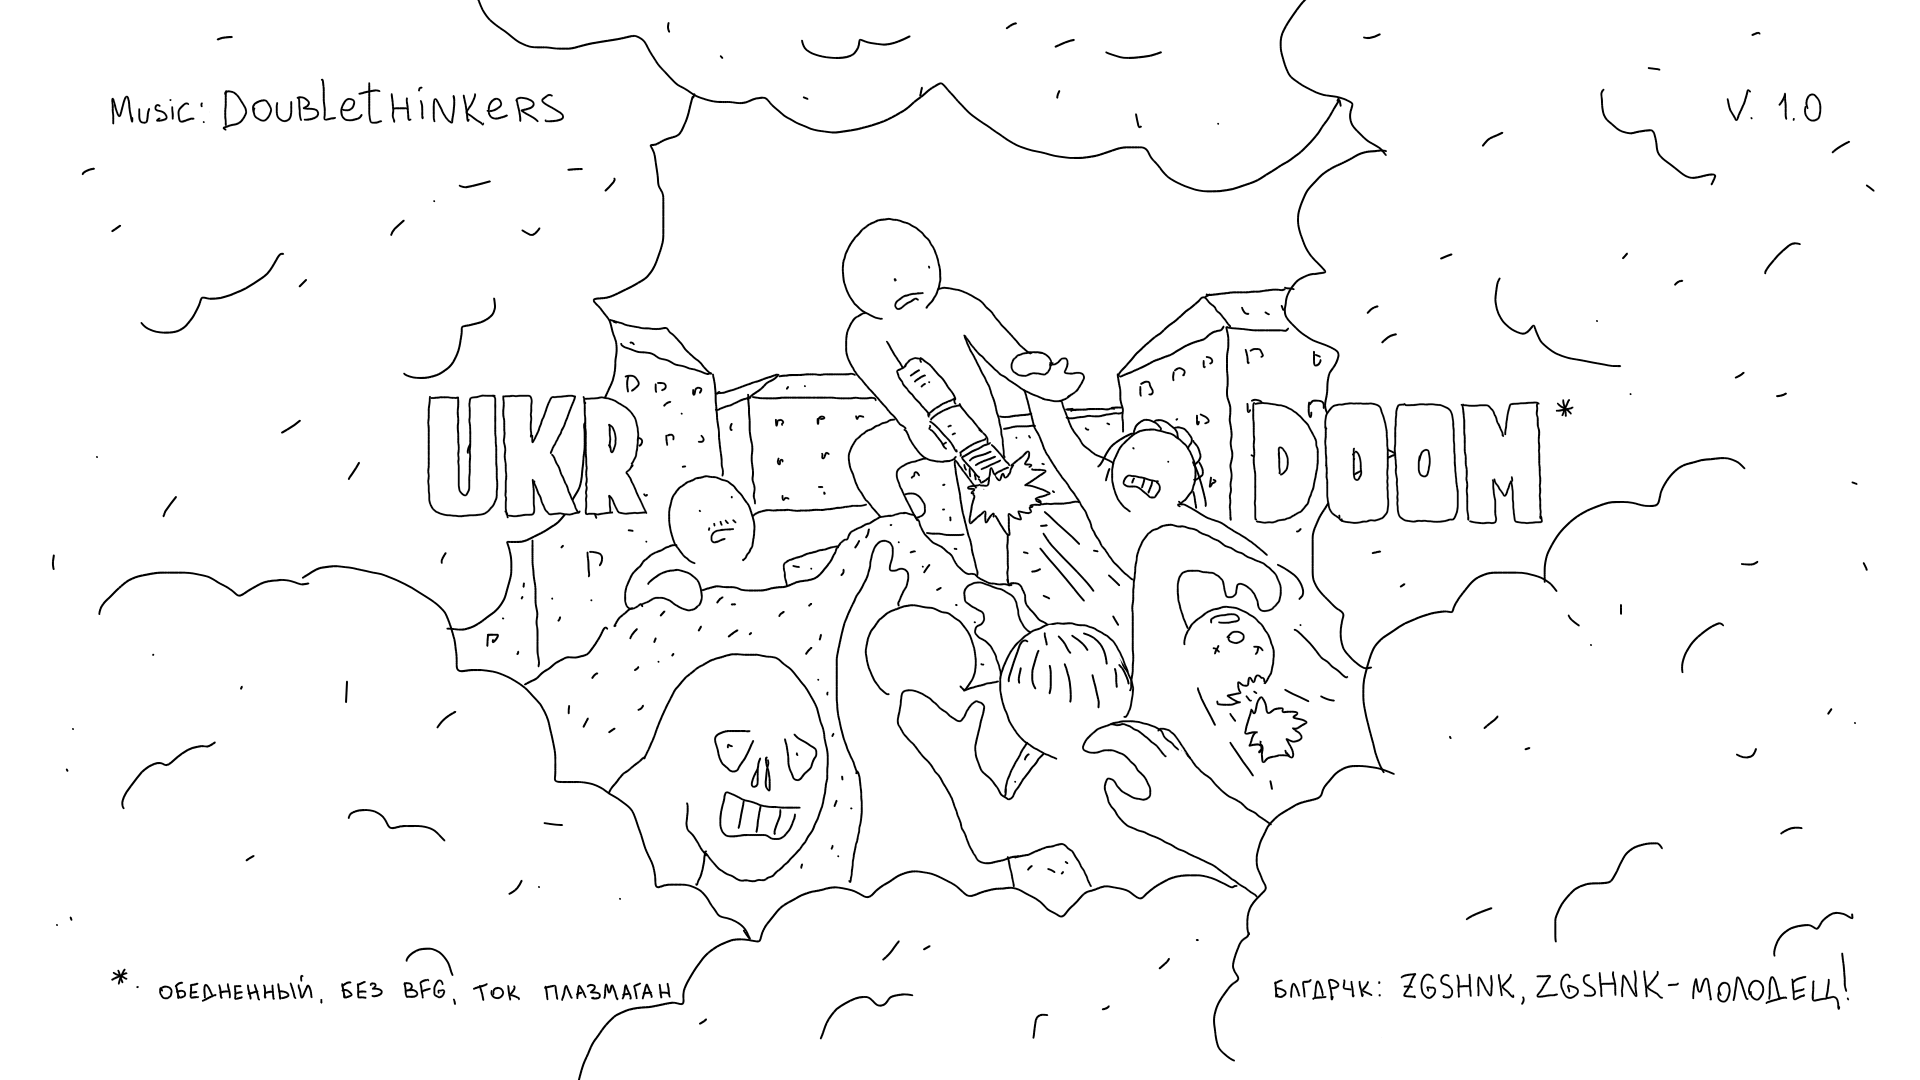 Music: DOUBLETHINKERS
V. 1.0
UKR DOOM*
* ОБЕДНЕННЫЙ, БЕЗ BFG, ТОК ПЛАЗМАГАН
БЛГДРЧК: ZGSHNK, ZGSHNK - МОЛОДЕЦ!